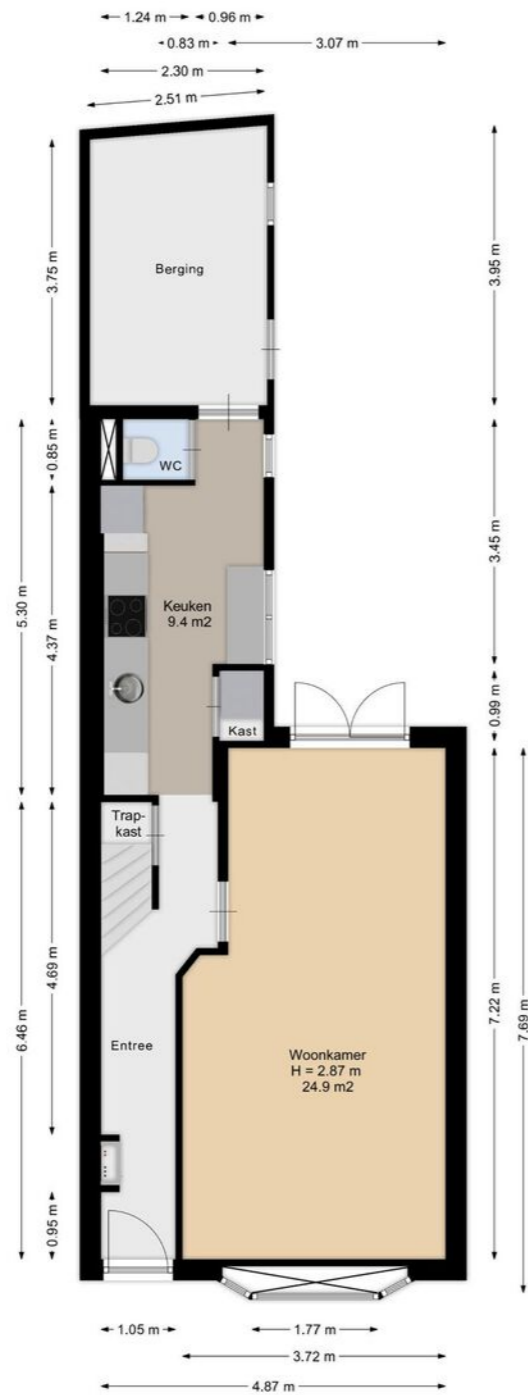 1.24 m 0.96 m
0.83 m 3.07 m
2.30 m
2.51 m
3.75 m
3.95 m
Berging
0.85 m
WC
5.30 m
4.37 m
3.45 m
Keuken
9.4 m2
0.99 m
Kast
Trap-
kast
6.46 m
4.69 m
Entree
Woonkamer
H = 2.87 m
24.9 m2
7.22 m
7.69 m
0.95 m
1.05 m
1.77 m
3.72 m
4.87 m